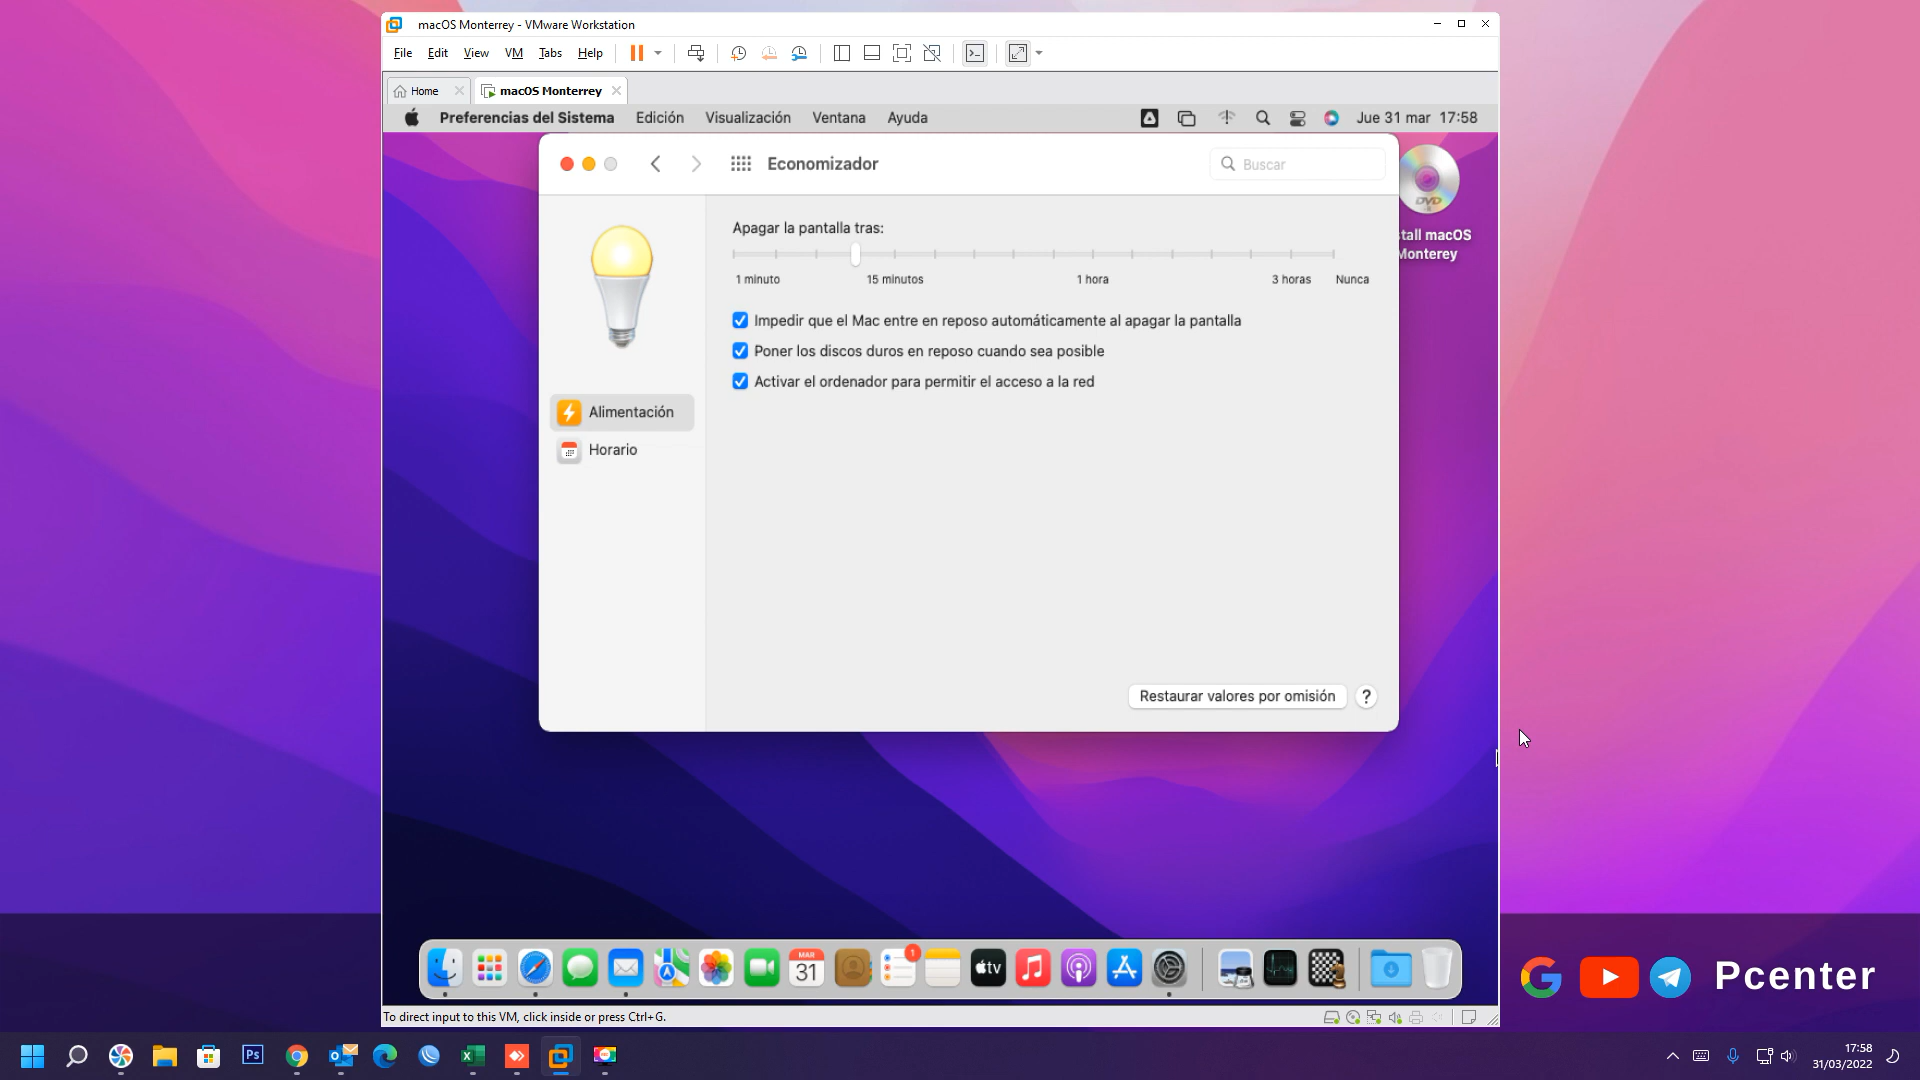 macOS Monterrey - VMware Workstation
File Edit View VM Tabs Help
Home macOS Monterrey
Preferencias del Sistema Edición Visualización Ventana Ayuda Jue 31 mar 17:58
Economizador Buscar
DVD
tall macOS
Monterey
Apagar la pantalla tras:
1 minuto 15 minutos 1 hora 3 horas Nunca
Impedir que el Mac entre en reposo automáticamente al apagar la pantalla
Poner los discos duros en reposo cuando sea posible
Activar el ordenador para permitir el acceso a la red
Alimentación
Horario
Restaurar valores por omisión ?
MAR
31
1
tv
Pcenter
To direct input to this VM, click inside or press Ctrl+G.
Ps
17:58
31/03/2022